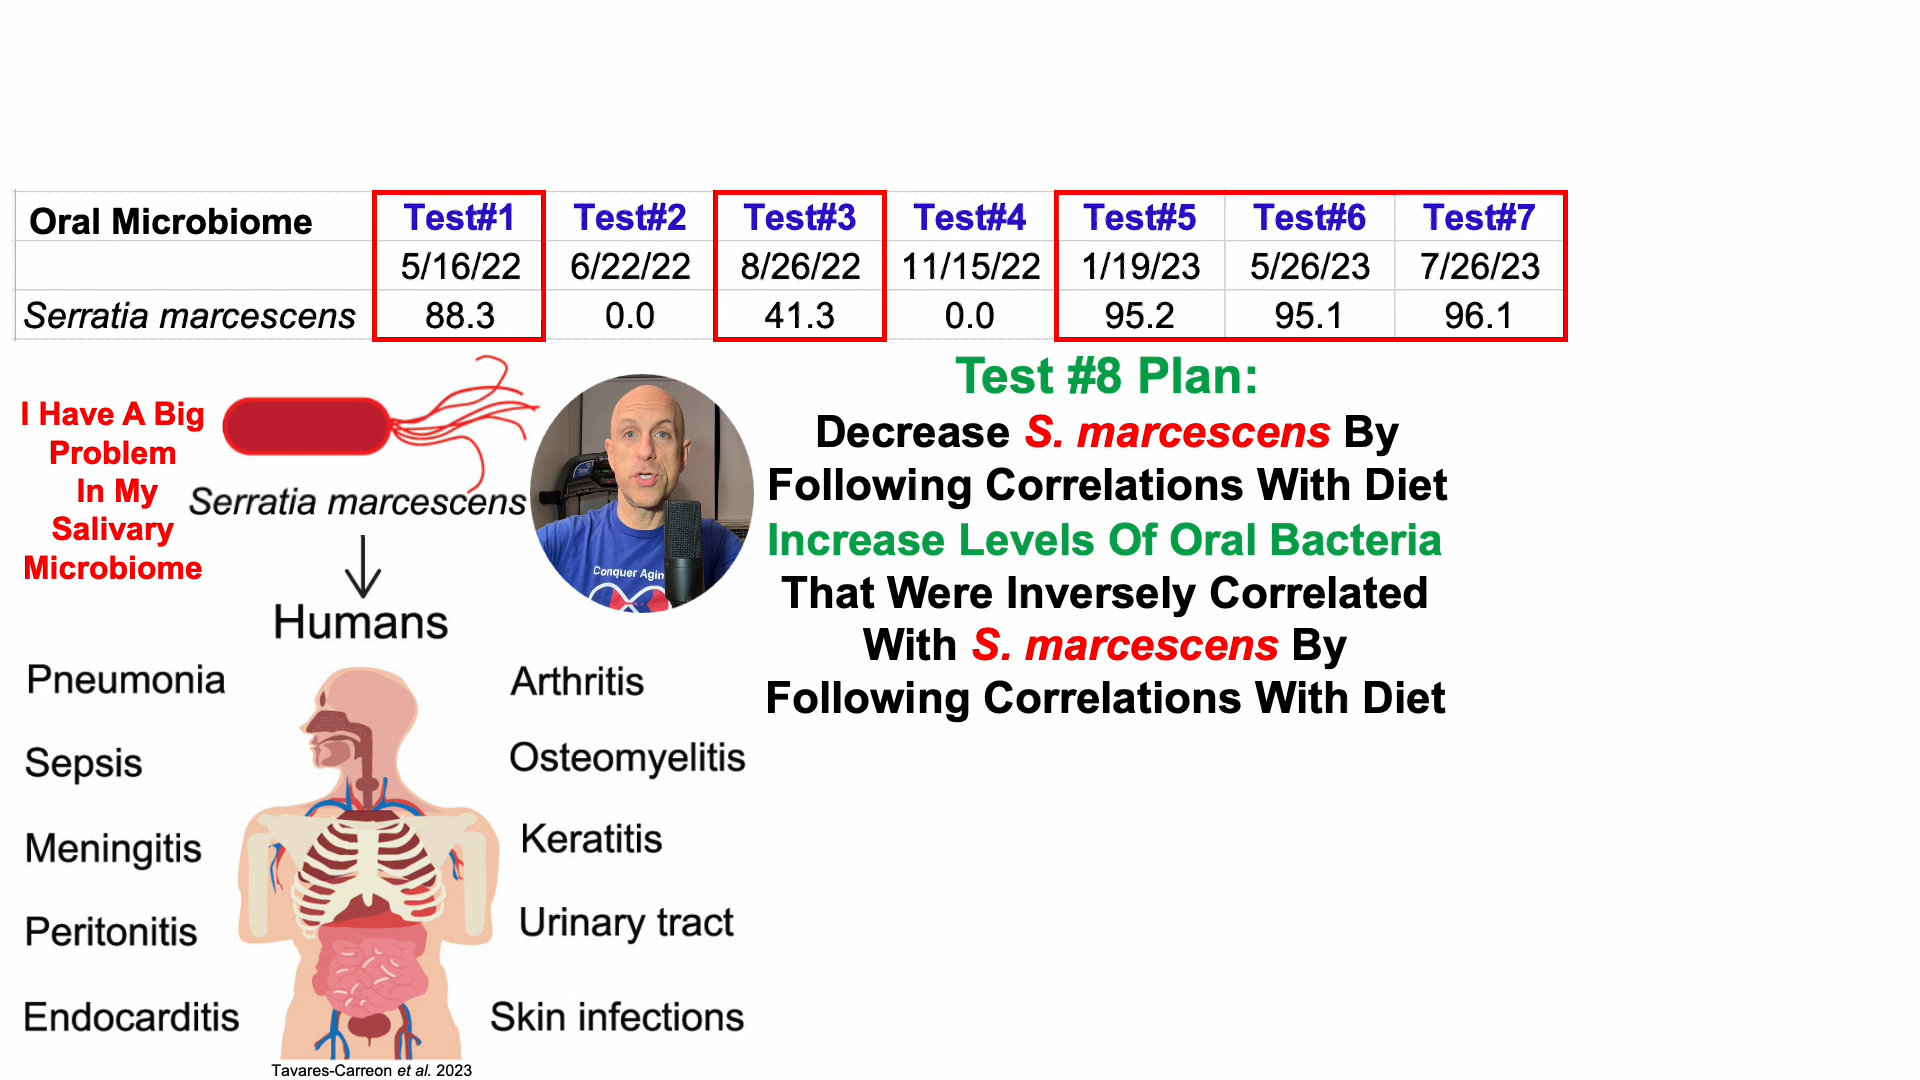 Oral Microbiome Test#1 Test#2 Test#3 Test#4 Test#5 Test#6 Test#7
5/16/22 6/22/22 8/26/22 11/15/22 1/19/23 5/26/23 7/26/23
Serratia marcescens 88.3 0.0 41.3 0.0 95.2 95.1 96.1
I Have A Big
Problem
In My
Salivary
Microbiome
Serratia marcescens
Humans
Pneumonia
Sepsis
Meningitis
Peritonitis
Endocarditis
Arthritis
Osteomyelitis
Keratitis
Urinary tract
Skin infections
Tavares-Carreon et al. 2023
Conquer Agin
Test #8 Plan:
Decrease S. marcescens By
Following Correlations With Diet
Increase Levels Of Oral Bacteria
That Were Inversely Correlated
With S. marcescens By
Following Correlations With Diet